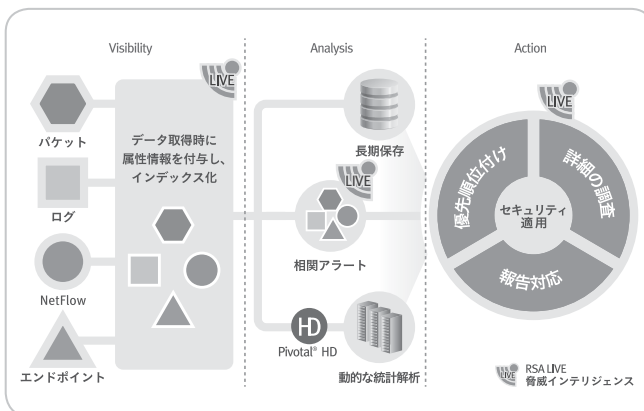 Visibility
Analysis
Action
LIVE
パケット
ログ
NetFlow
エンドポイント
データ取得時に
属性情報を付与し、
インデックス化
長期保存
LIVE
相関アラート
HD
Pivotal® HD
動的な統計解析
LIVE
優先順位付け
詳細の調査
セキュリティ
適用
報告対応
LIVE
RSA LIVE
脅威インテリジェンス